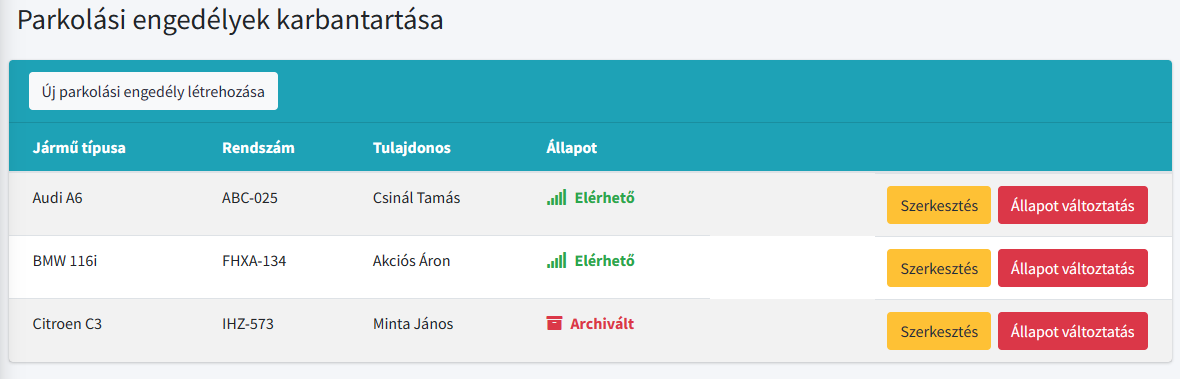 Parkolási engedélyek karbantartása
Új parkolási engedély létrehozása
Jármű típusa Rendszám Tulajdonos Állapot
Audi A6 ABC-025 Csinál Tamás Elérhető Szerkesztés Állapot változtatás
BMW 116i FHXA-134 Akciós Áron Elérhető Szerkesztés Állapot változtatás
Citroen C3 IHZ-573 Minta János Archivált Szerkesztés Állapot változtatás